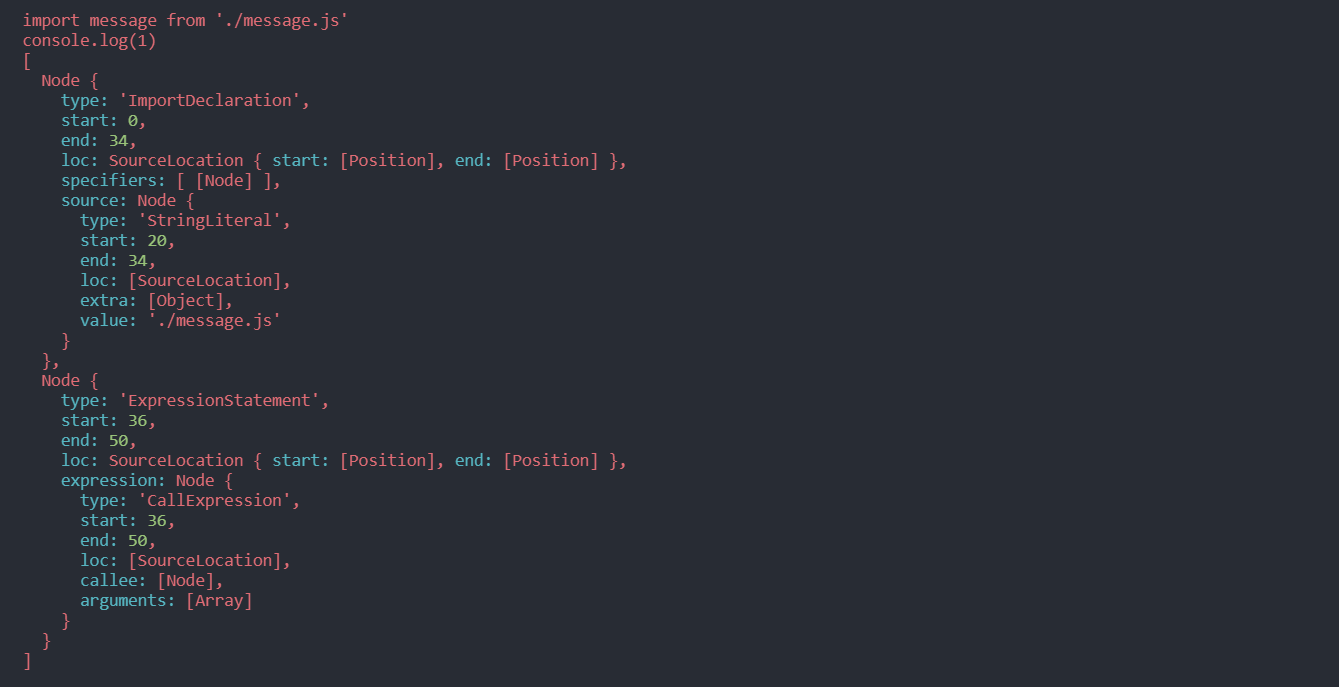 import message from './message.js'
console.log(1)
[
  Node {
    type: 'ImportDeclaration',
    start: 0,
    end: 34,
    loc: SourceLocation { start: [Position], end: [Position] },
    specifiers: [ [Node] ],
    source: Node {
      type: 'StringLiteral',
      start: 20,
      end: 34,
      loc: [SourceLocation],
      extra: [Object],
      value: './message.js'
    }
  },
  Node {
    type: 'ExpressionStatement',
    start: 36,
    end: 50,
    loc: SourceLocation { start: [Position], end: [Position] },
    expression: Node {
      type: 'CallExpression',
      start: 36,
      end: 50,
      loc: [SourceLocation],
      callee: [Node],
      arguments: [Array]
    }
  }
]